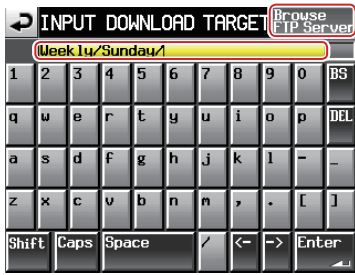 INPUT DOWNLOAD TARGET Browse FTP Server
Weekly/Sunday/
1 2 3 4 5 6 7 8 9 0 BS
q w e r t y u i o p DEL
a s d f g h j k l - _
z x c v b n m , . [ ]
Shift Caps Space / <- -> Enter